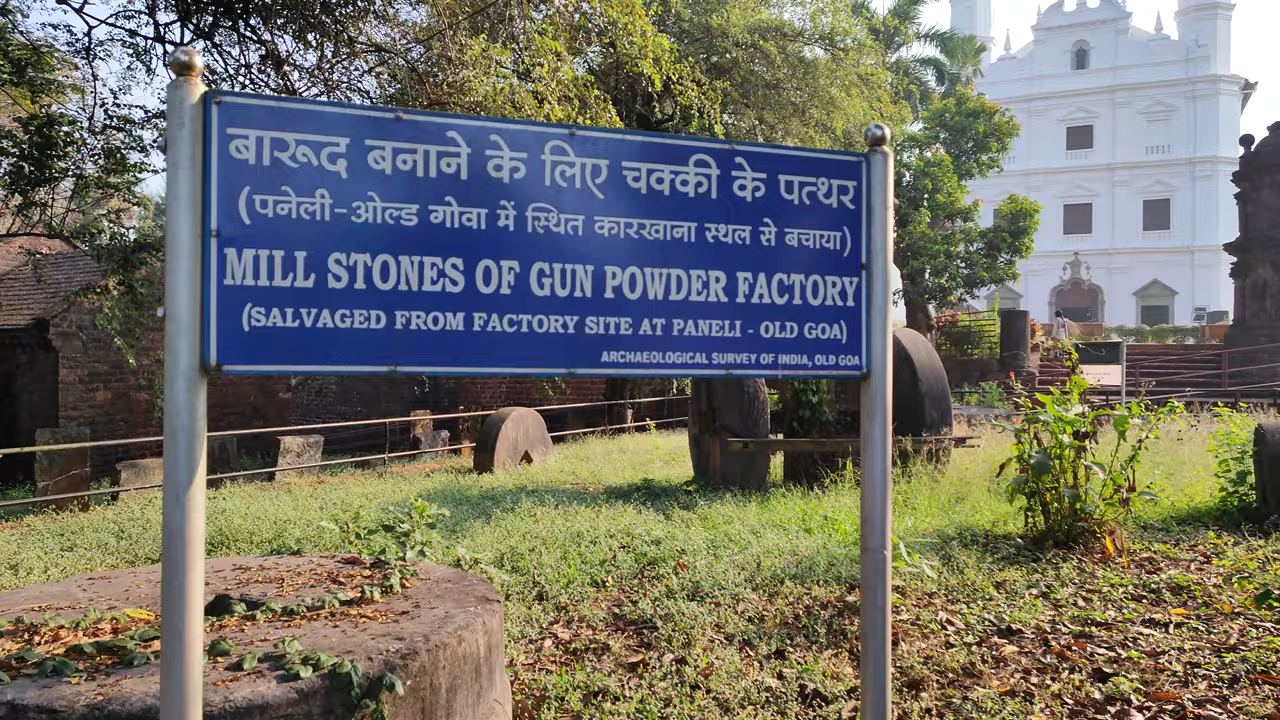 बारूद बनाने के लिए चक्की के पत्थर
(पनेली-ओल्ड गोवा में स्थित कारखाना स्थल से बचाया)
MILL STONES OF GUN POWDER FACTORY
(SALVAGED FROM FACTORY SITE AT PANELI - OLD GOA)
ARCHAEOLOGICAL SURVEY OF INDIA, OLD GOA